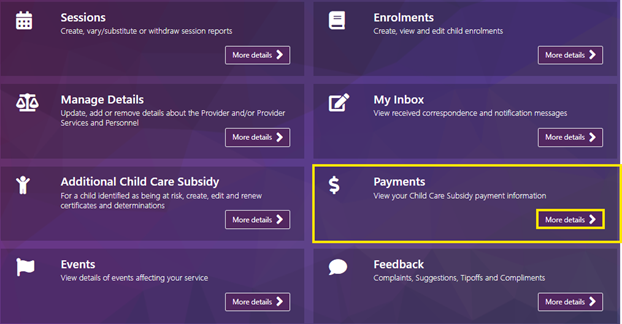 Sessions
Create, vary/substitute or withdraw session reports
More details
Enrolments
Create, view and edit child enrolments
More details
Manage Details
Update, add or remove details about the Provider and/or Provider
Services and Personnel
More details
My Inbox
View received correspondence and notification messages
More details
Additional Child Care Subsidy
For a child identified as being at risk, create, edit and renew
certificates and determinations
More details
Payments
View your Child Care Subsidy payment information
More details
Events
View details of events affecting your service
More details
Feedback
Complaints, Suggestions, Tipoffs and Compliments
More details